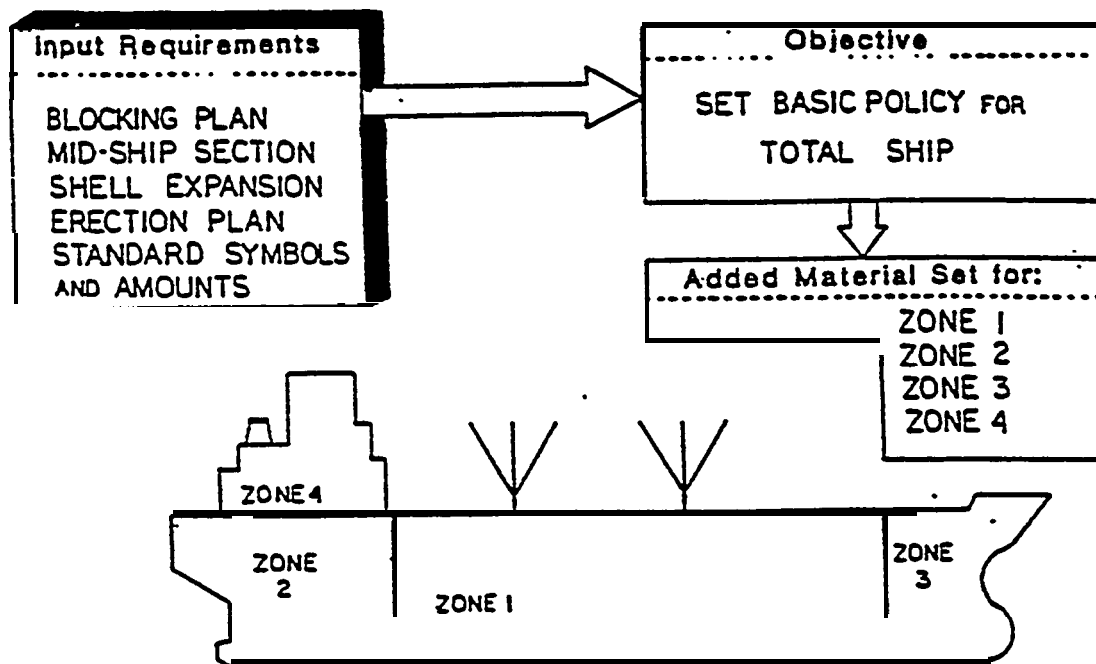 Input Requirements
BLOCKING PLAN
MID-SHIP SECTION
SHELL EXPANSION
ERECTION PLAN
STANDARD SYMBOLS
AND AMOUNTS
Objective
SET BASIC POLICY FOR
TOTAL SHIP
Added Material Set for:
ZONE 1
ZONE 2
ZONE 3
ZONE 4
ZONE 4
ZONE
2
ZONE 1
ZONE
3